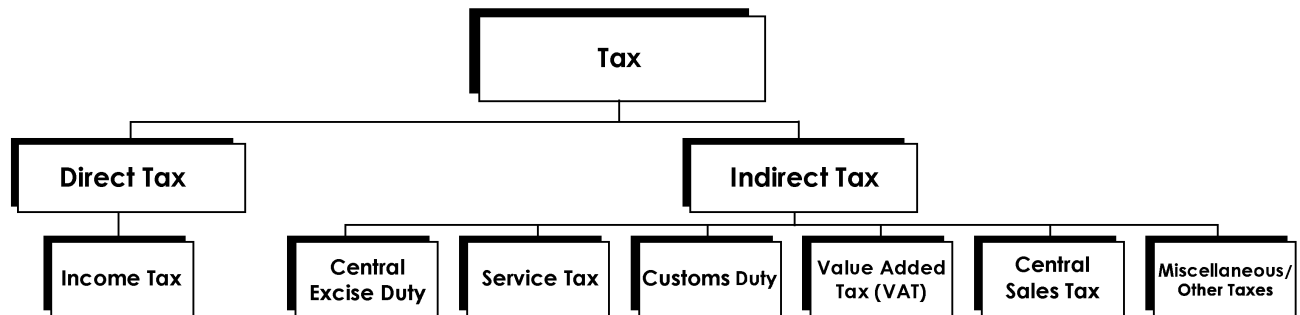 Tax
Direct Tax
Indirect Tax
Income Tax
Central
Excise Duty
Service Tax
Customs Duty
Value Added
Tax (VAT)
Central
Sales Tax
Miscellaneous/
Other Taxes